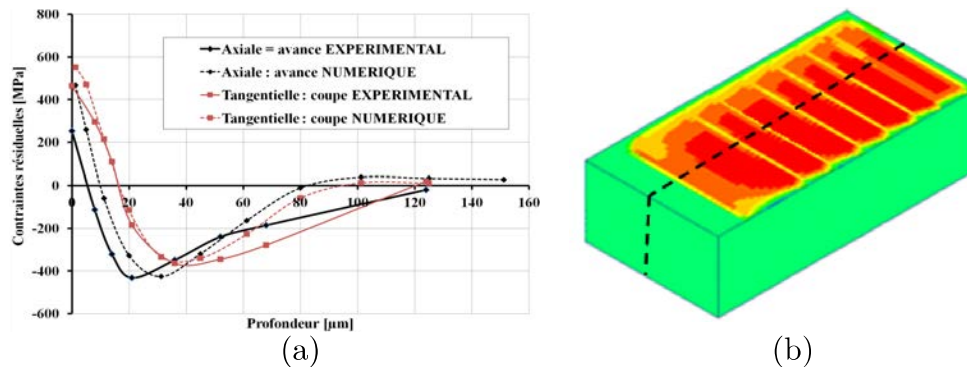 800
600
400
200
0
-200
-400
-600
Contraintes résiduelles [MPa]
Axiale = avance EXPERIMENTAL
Axiale : avance NUMERIQUE
Tangentielle : coupe EXPERIMENTAL
Tangentielle : coupe NUMERIQUE
0 20 40 60 80 100 120 140 160
Profondeur [µm]
(a) (b)